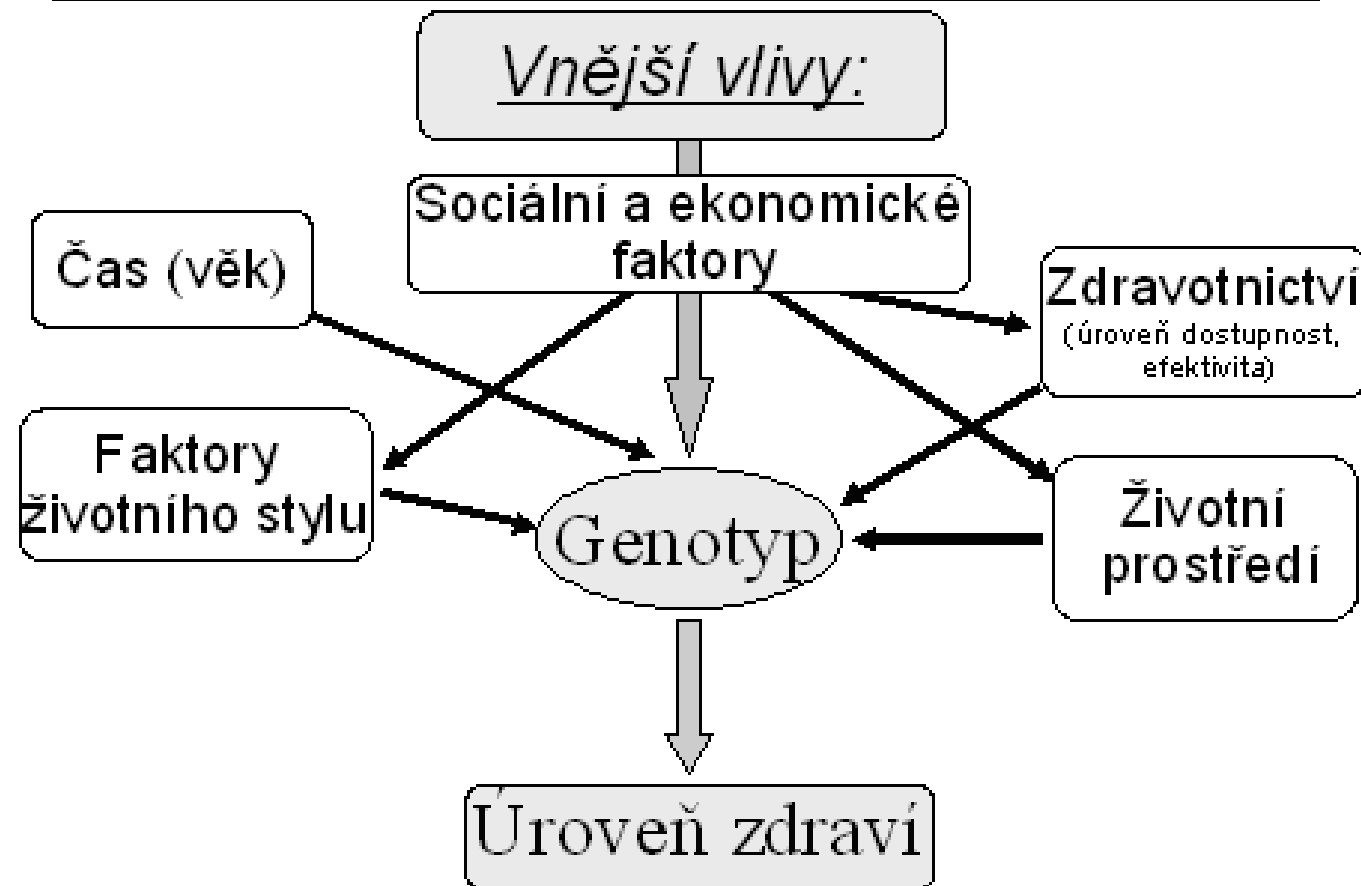 Vnější vlivy:
Sociální a ekonomické
faktory
Čas (věk)
Zdravotnictví
(úroveň dostupnost,
efektivita)
Faktory
životního stylu
Genotyp
Životní
prostředí
Úroveň zdraví